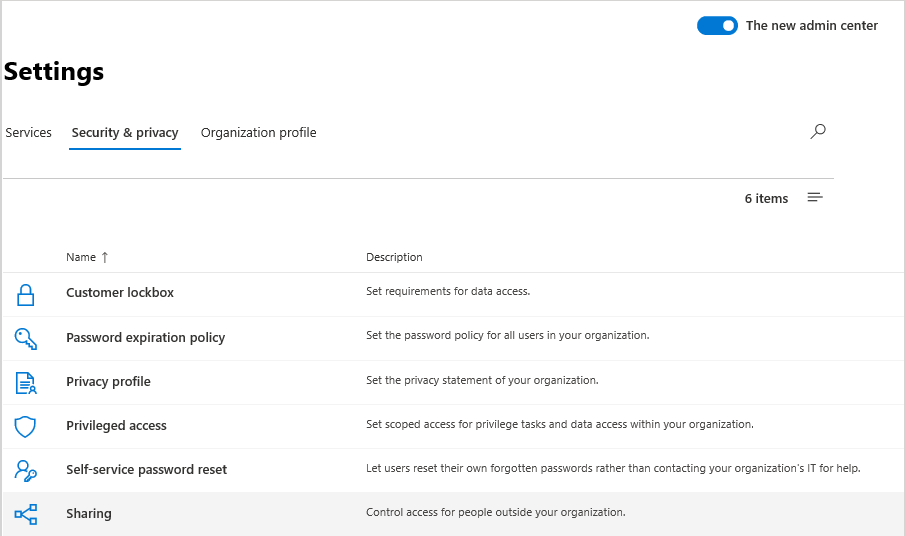 The new admin center
Settings
Services Security & privacy Organization profile
6 items
Name ↑ Description
Customer lockbox Set requirements for data access.
Password expiration policy Set the password policy for all users in your organization.
Privacy profile Set the privacy statement of your organization.
Privileged access Set scoped access for privilege tasks and data access within your organization.
Self-service password reset Let users reset their own forgotten passwords rather than contacting your organization's IT for help.
Sharing Control access for people outside your organization.